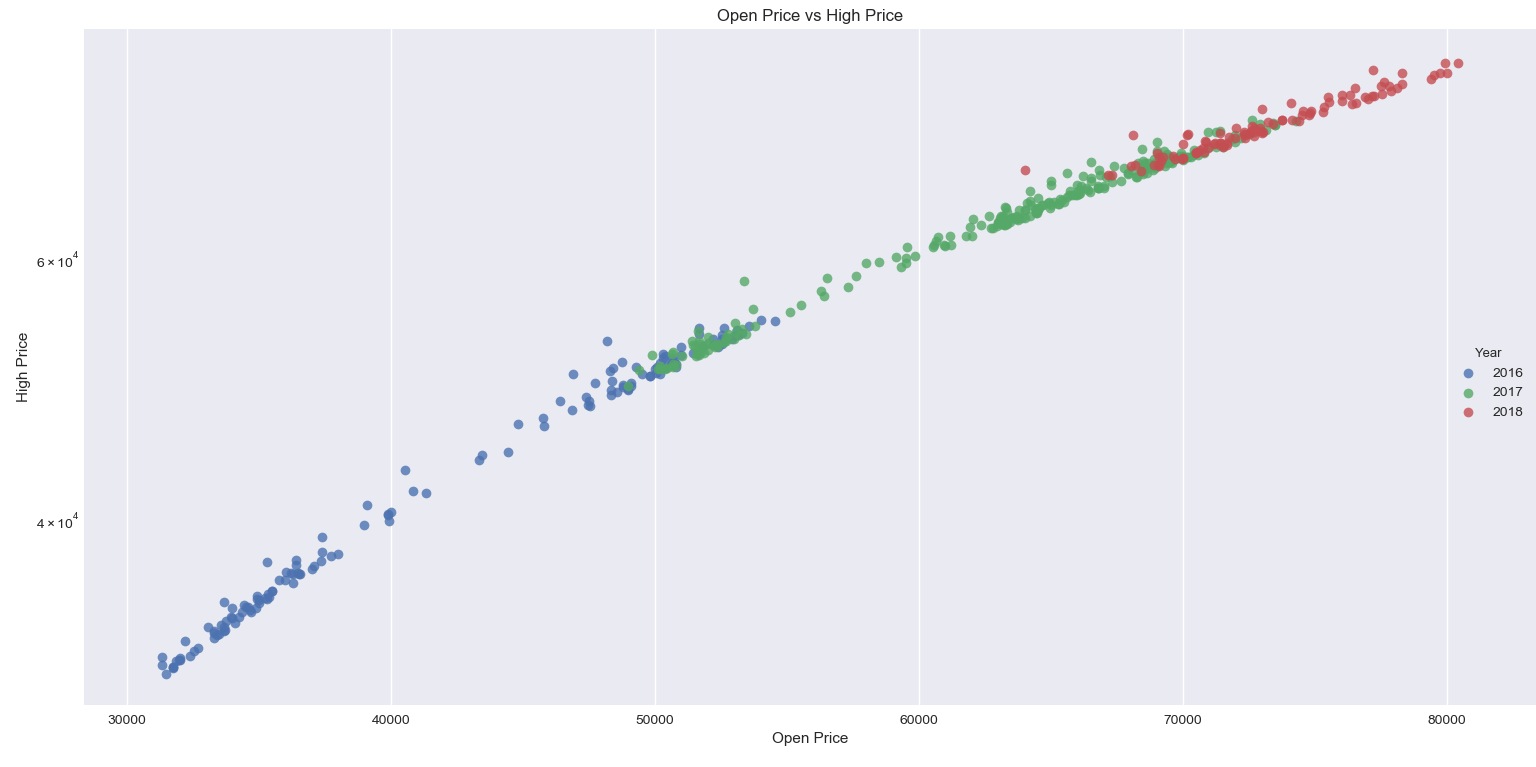 Open Price vs High Price
High Price
6 × 10⁴
4 × 10⁴
Year
2016
2017
2018
30000 40000 50000 60000 70000 80000
Open Price